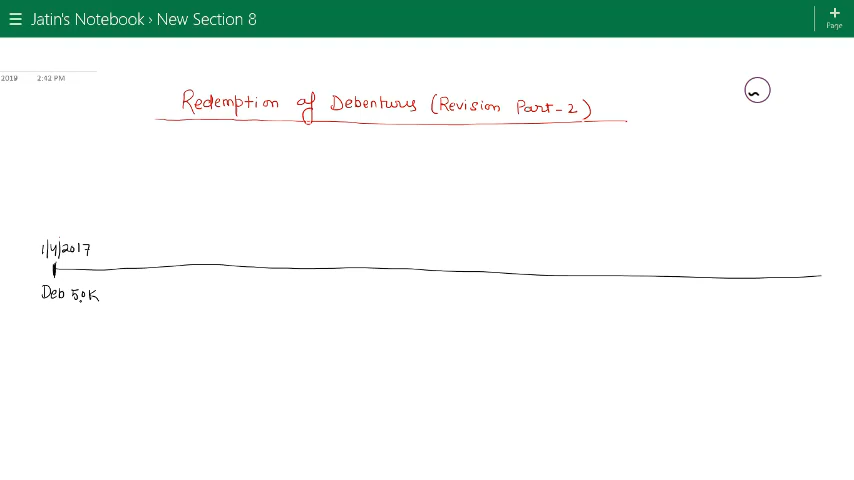 ☰ Jatin's Notebook › New Section 8
+
Page
2019 2:42 PM
Redemption of Debentures (Revision Part-2)
1/4/2017
Deb 50K